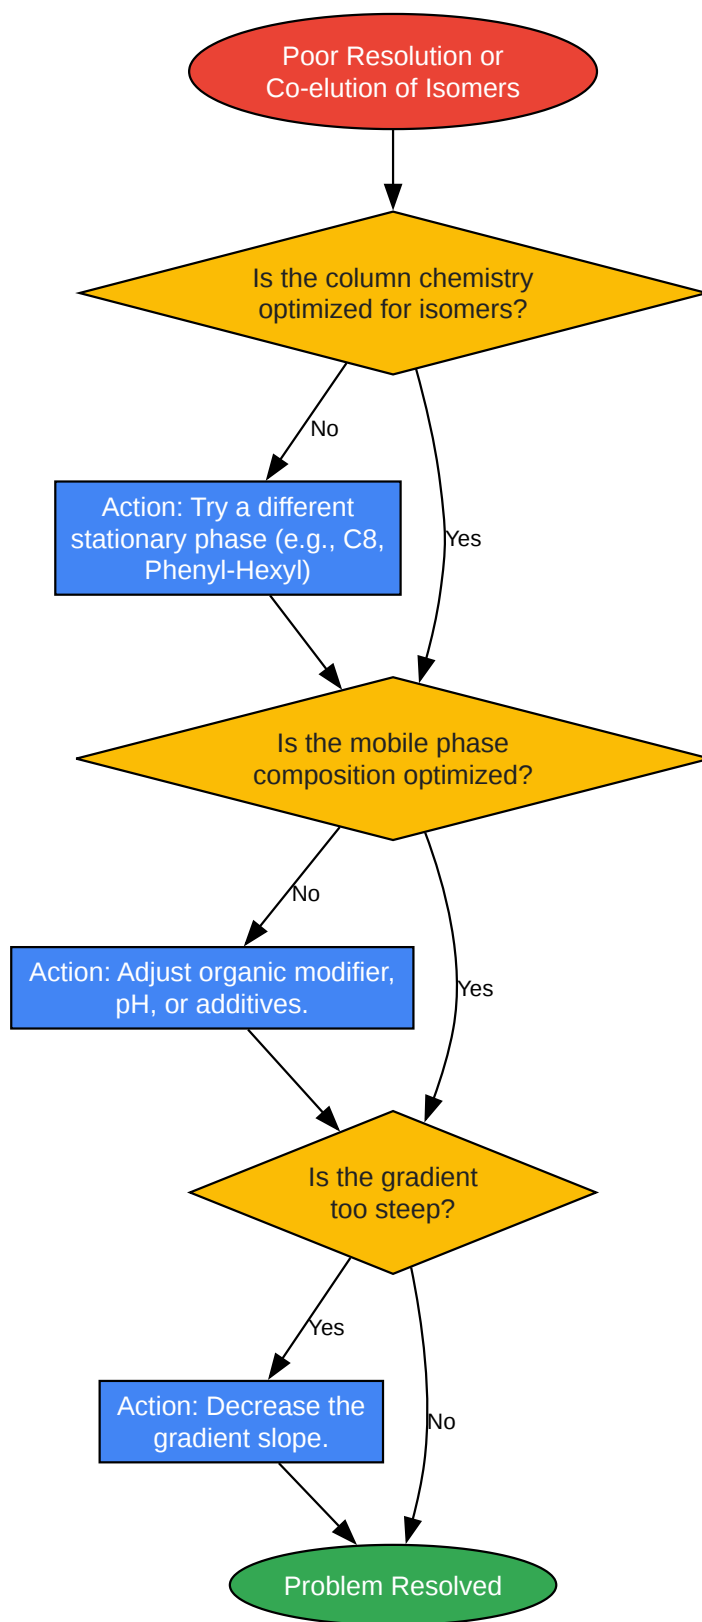 Poor Resolution or
Co-elution of Isomers
Is the column chemistry
optimized for isomers?
No
Action: Try a different
stationary phase (e.g., C8,
Phenyl-Hexyl)
Yes
Is the mobile phase
composition optimized?
No
Action: Adjust organic modifier,
pH, or additives.
Yes
Is the gradient
too steep?
Yes
Action: Decrease the
gradient slope.
No
Problem Resolved